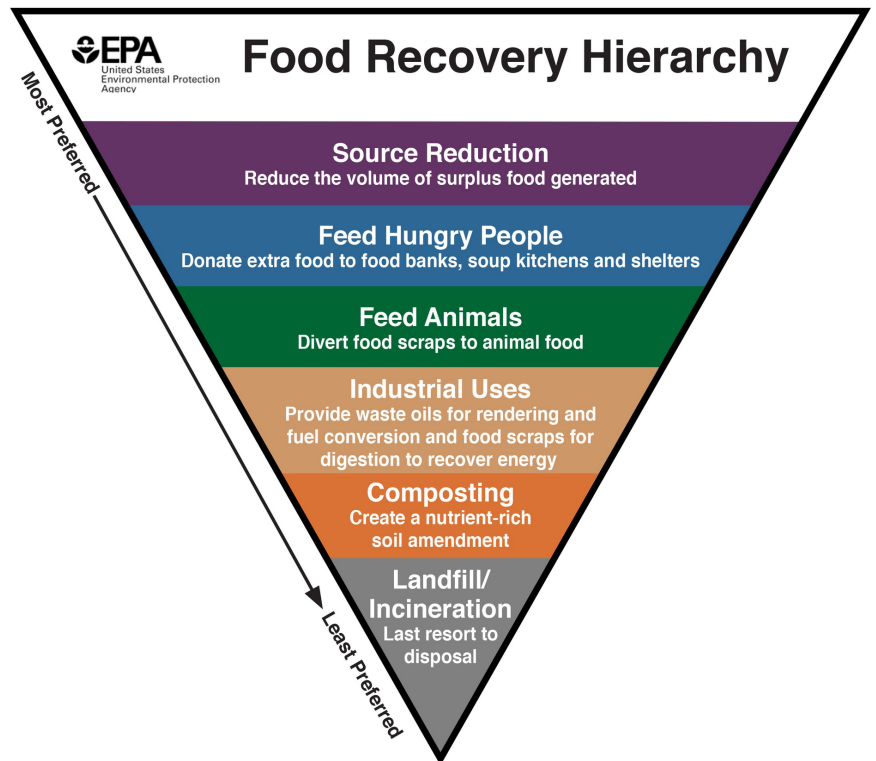 EPA
United States
Environmental Protection
Agency
Food Recovery Hierarchy
Most Preferred
Source Reduction
Reduce the volume of surplus food generated
Feed Hungry People
Donate extra food to food banks, soup kitchens and shelters
Feed Animals
Divert food scraps to animal food
Industrial Uses
Provide waste oils for rendering and
fuel conversion and food scraps for
digestion to recover energy
Composting
Create a nutrient-rich
soil amendment
Landfill/
Incineration
Last resort to
disposal
Least Preferred